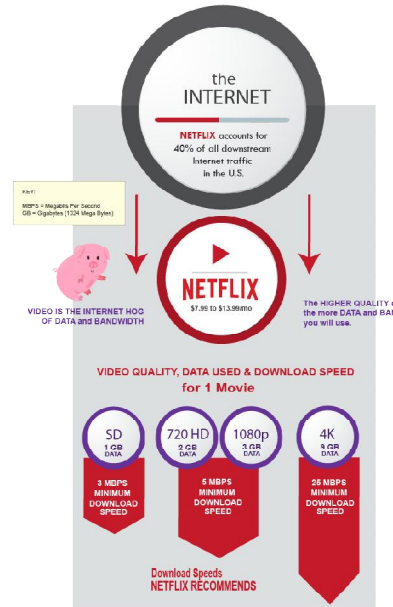 the
INTERNET
NETFLIX accounts for
40% of all downstream
Internet traffic
in the U.S.
KEY:
MBPS = Megabits Per Second
GB = Gigabytes (1024 Mega Bytes)
NETFLIX
$7.99 to $13.99/mo
VIDEO IS THE INTERNET HOG
OF DATA and BANDWIDTH
The HIGHER QUALITY
the more DATA and BAN
you will use.
VIDEO QUALITY, DATA USED & DOWNLOAD SPEED
for 1 Movie
SD
1 GB
DATA
720 HD
2 GB
DATA
1080p
3 GB
DATA
4K
9 GB
DATA
3 MBPS
MINIMUM
DOWNLOAD
SPEED
5 MBPS
MINIMUM
DOWNLOAD
SPEED
25 MBPS
MINIMUM
DOWNLOAD
SPEED
Download Speeds
NETFLIX RECOMMENDS